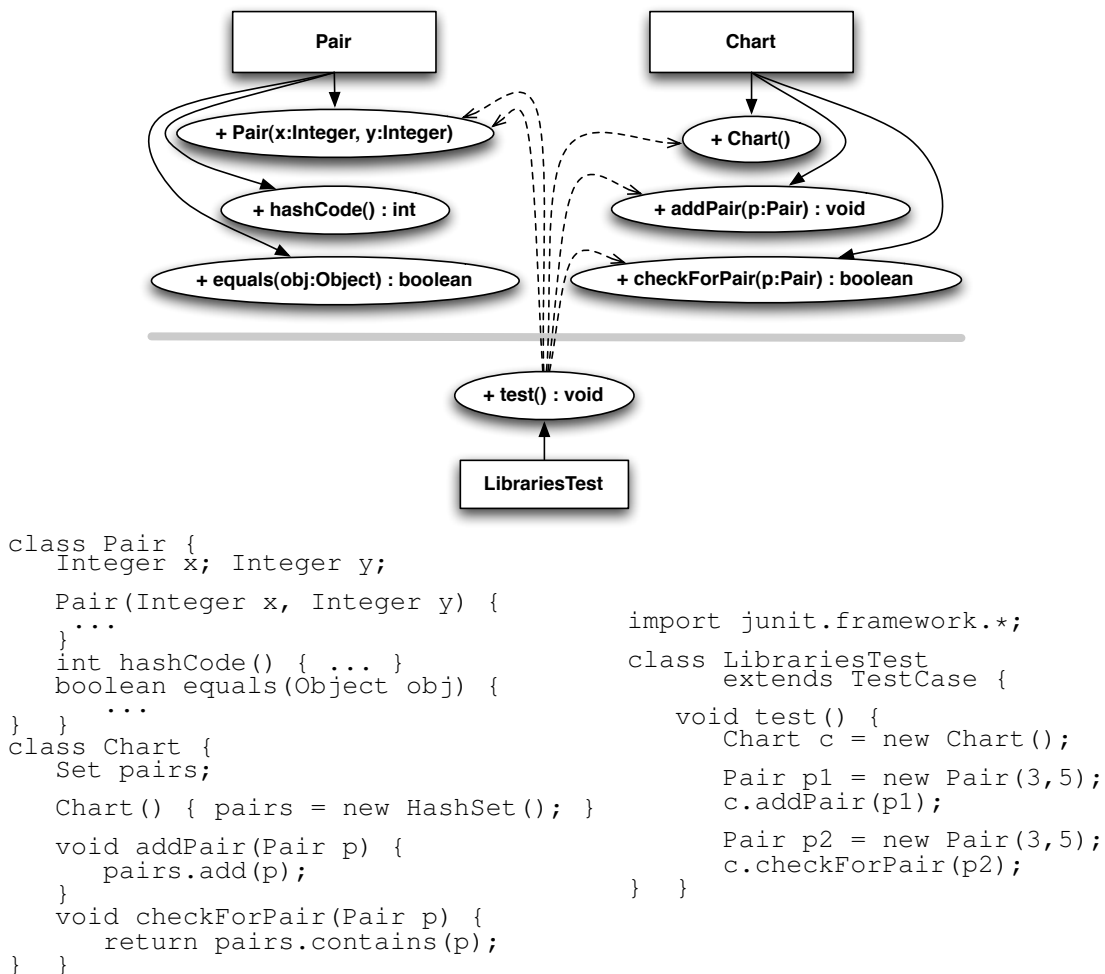 Pair
Chart
+ Pair(x:Integer, y:Integer)
+ Chart()
+ hashCode() : int
+ addPair(p:Pair) : void
+ equals(obj:Object) : boolean
+ checkForPair(p:Pair) : boolean
+ test() : void
LibrariesTest
class Pair {
Integer x; Integer y;
Pair(Integer x, Integer y) {
...
}
int hashCode() { ... }
boolean equals(Object obj) {
...
} }
class Chart {
Set pairs;
Chart() { pairs = new HashSet(); }
void addPair(Pair p) {
pairs.add(p);
}
void checkForPair(Pair p) {
return pairs.contains(p);
} }
import junit.framework.*;
class LibrariesTest
extends TestCase {
void test() {
Chart c = new Chart();
Pair p1 = new Pair(3,5);
c.addPair(p1);
Pair p2 = new Pair(3,5);
c.checkForPair(p2);
} }